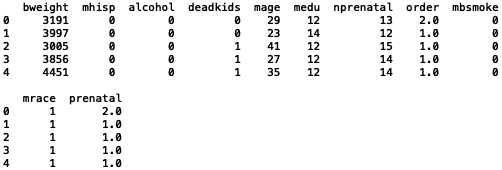 bweight mhisp alcohol deadkids mage medu nprenatal order mbsmoke
0 3191 0 0 0 29 12 13 2.0 0
1 3997 0 0 0 23 14 12 1.0 0
2 3005 0 0 1 41 12 15 1.0 0
3 3856 0 0 1 27 12 14 1.0 0
4 4451 0 0 1 35 12 14 1.0 0
mrace prenatal
0 1 2.0
1 1 1.0
2 1 1.0
3 1 1.0
4 1 1.0